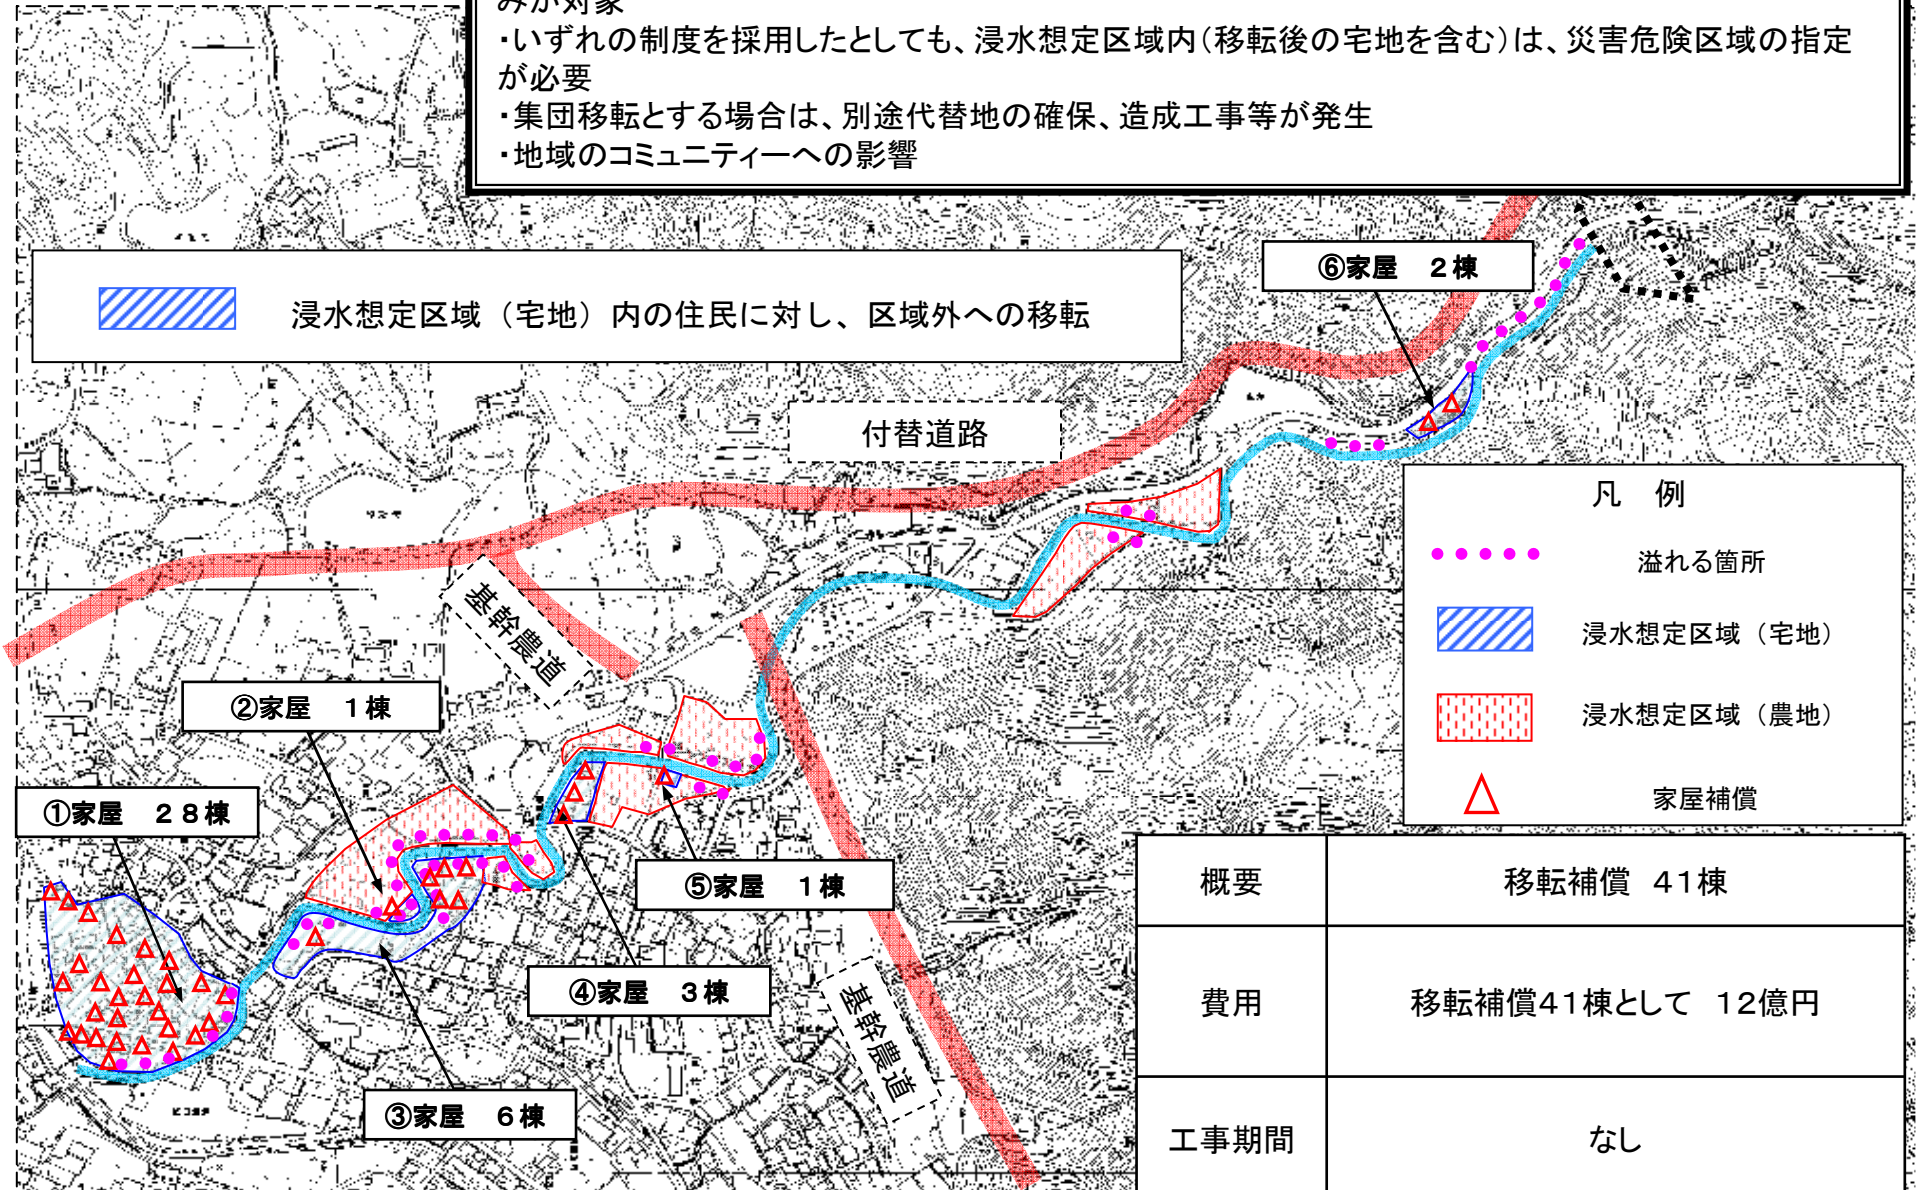 みが対象
・いずれの制度を採用したとしても、浸水想定区域内(移転後の宅地を含む)は、災害危険区域の指定
が必要
・集団移転とする場合は、別途代替地の確保、造成工事等が発生
・地域のコミュニティーへの影響
浸水想定区域（宅地）内の住民に対し、区域外への移転
⑥家屋　２棟
付替道路
基幹農道
②家屋　１棟
①家屋　２８棟
⑤家屋　１棟
④家屋　３棟
③家屋　６棟
基幹農道
凡　例
溢れる箇所
浸水想定区域（宅地）
浸水想定区域（農地）
家屋補償
概要　移転補償　41棟
費用　移転補償41棟として　12億円
工事期間　なし